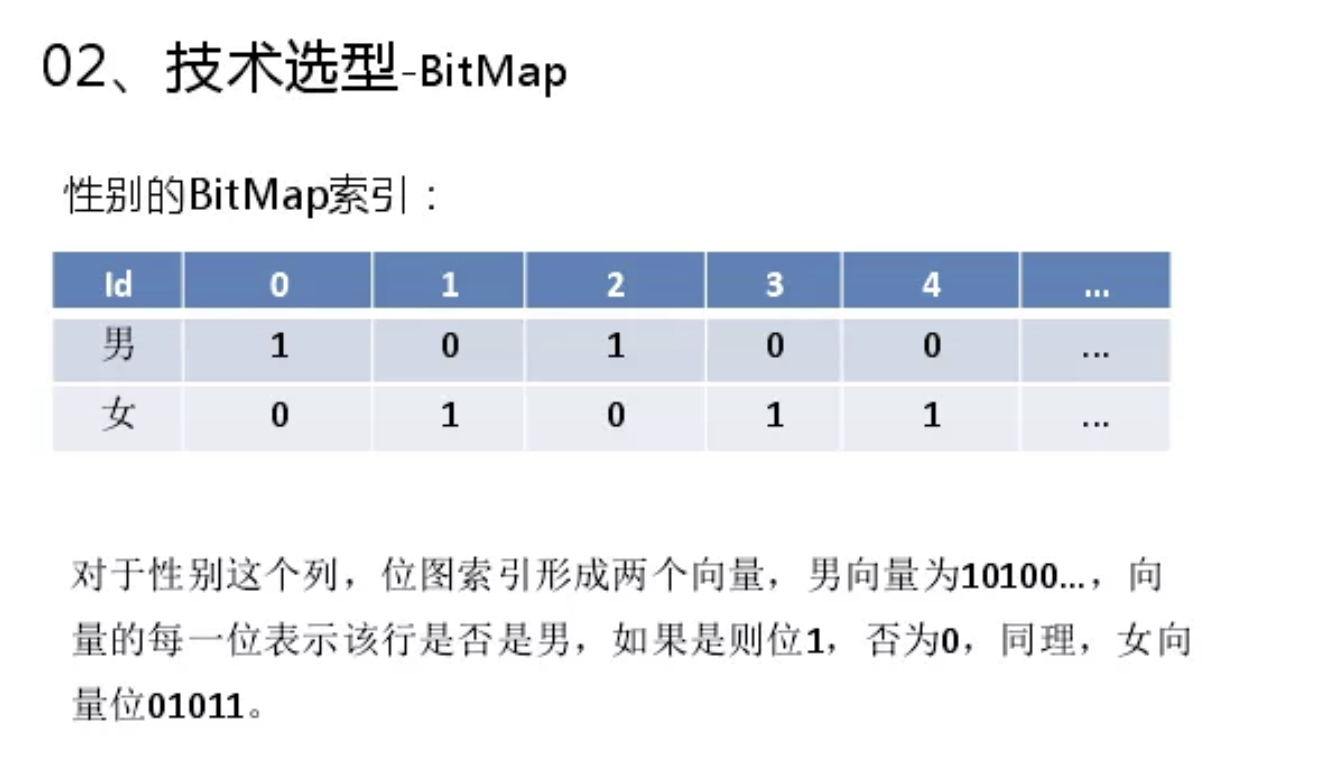 02、技术选型-BitMap
性别的BitMap索引：
Id 0 1 2 3 4 ...
男 1 0 1 0 0 ...
女 0 1 0 1 1 ...
对于性别这个列，位图索引形成两个向量，男向量为10100...，向
量的每一位表示该行是否是男，如果是则位1，否为0，同理，女向
量位01011。